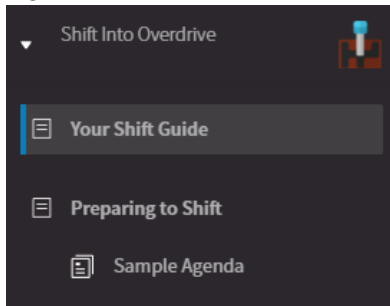 Shift Into Overdrive
Your Shift Guide
Preparing to Shift
Sample Agenda